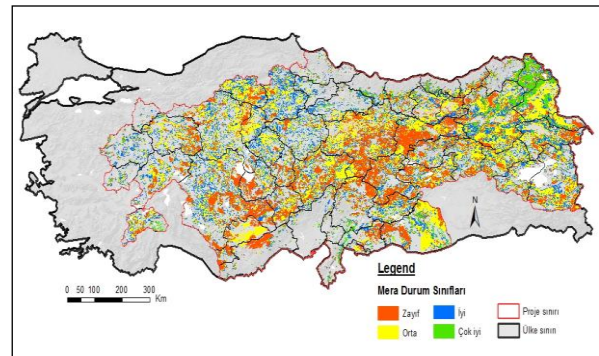 N
Legend
Mera Durum Sınıfları
Zayıf İyi Proje sınırı
Orta Çok iyi Ülke sınırı
0 50 100 200 300
Km